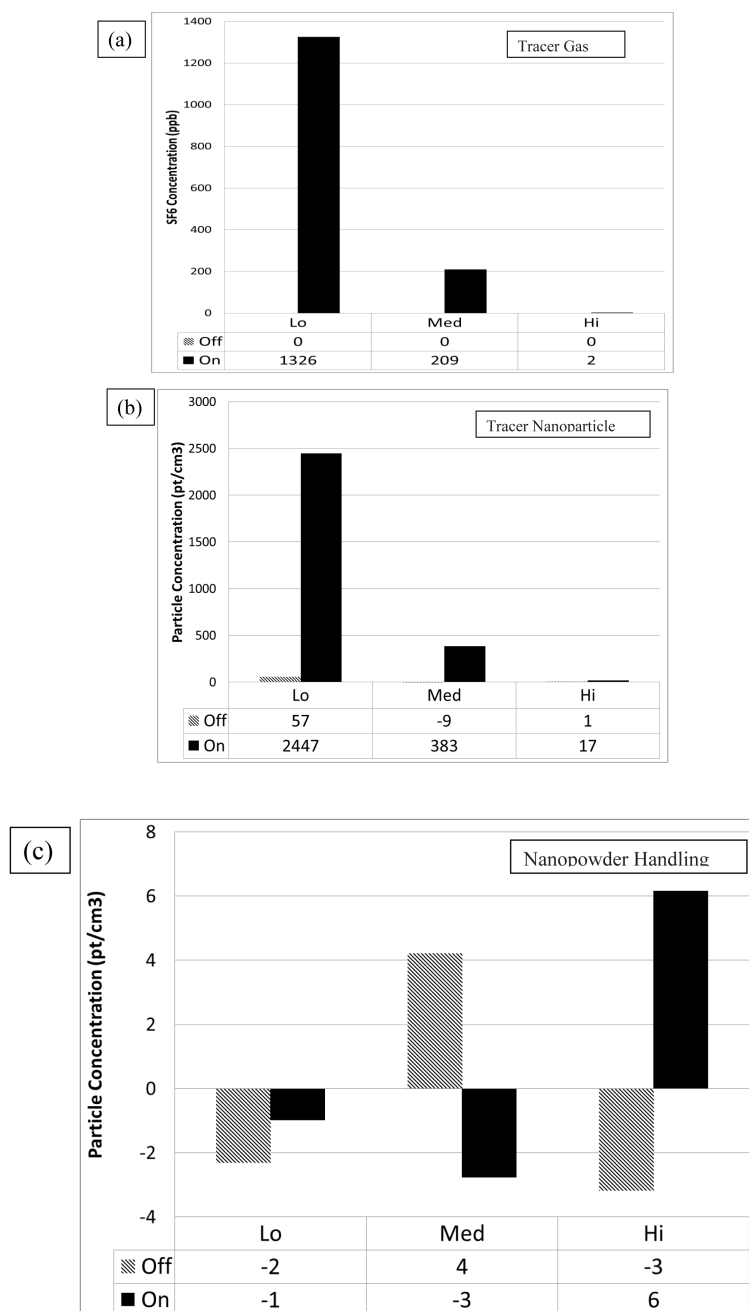 (a)
Tracer Gas
SF6 Concentration (ppb)
1400
1200
1000
800
600
400
200
0
Lo Med Hi
Off 0 0 0
On 1326 209 2
(b)
Tracer Nanoparticle
Particle Concentration (pt/cm3)
3000
2500
2000
1500
1000
500
0
Lo Med Hi
Off 57 -9 1
On 2447 383 17
(c)
Nanopowder Handling
Particle Concentration (pt/cm3)
8
6
4
2
0
-2
-4
Lo Med Hi
Off -2 4 -3
On -1 -3 6